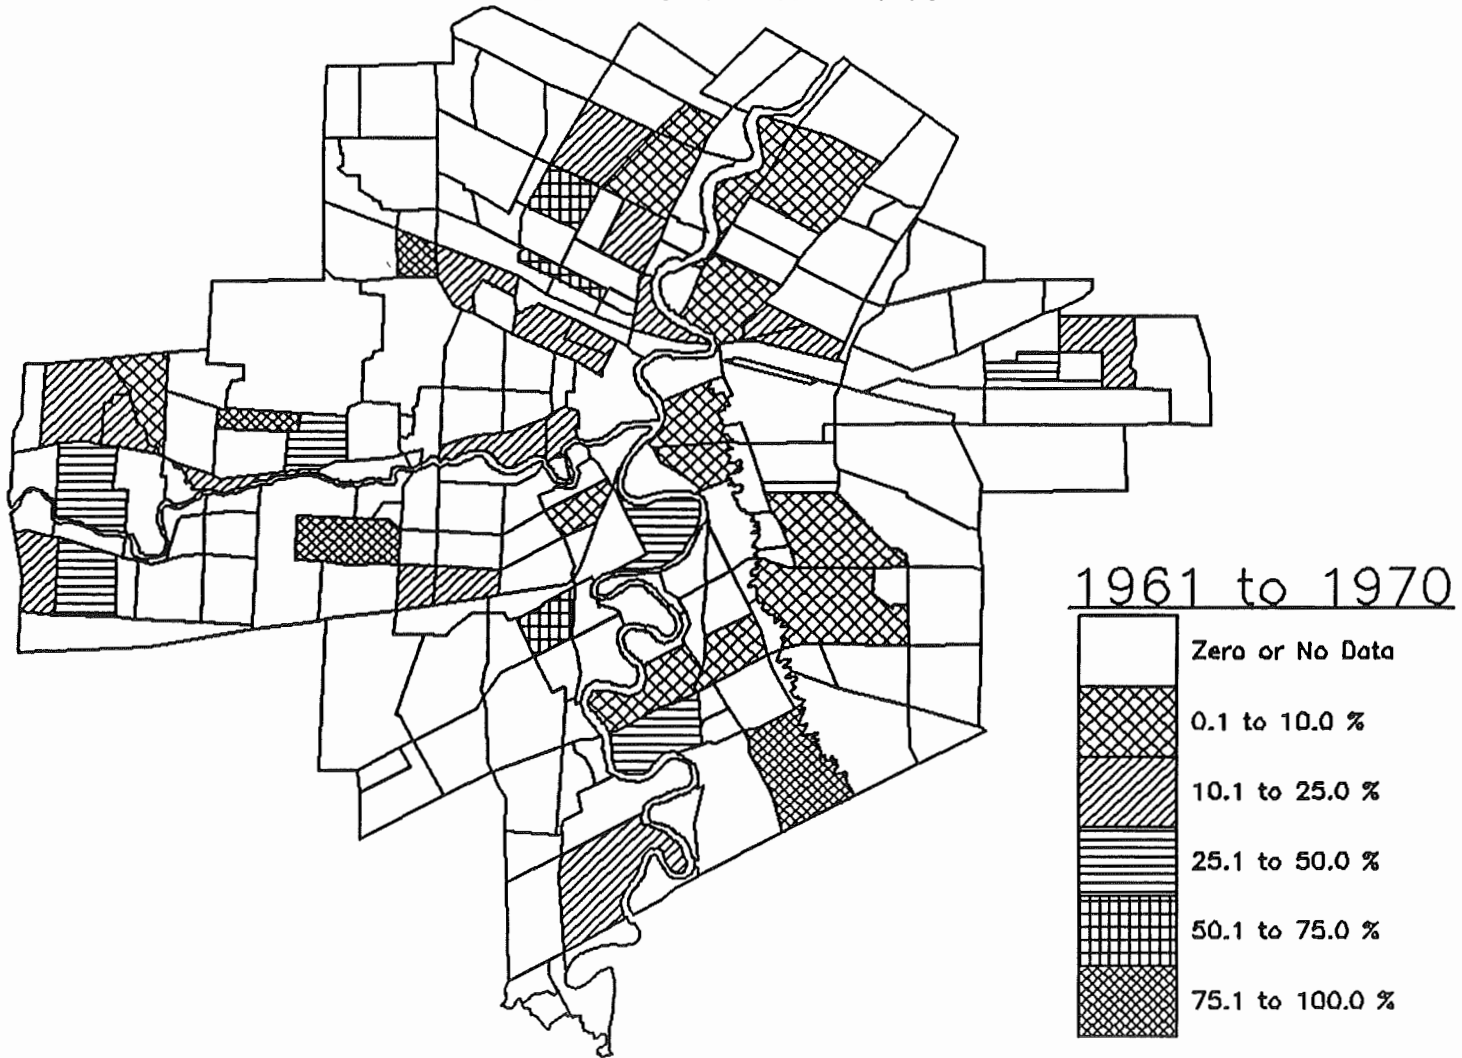 1961 to 1970
Zero or No Data
0.1 to 10.0 %
10.1 to 25.0 %
25.1 to 50.0 %
50.1 to 75.0 %
75.1 to 100.0 %